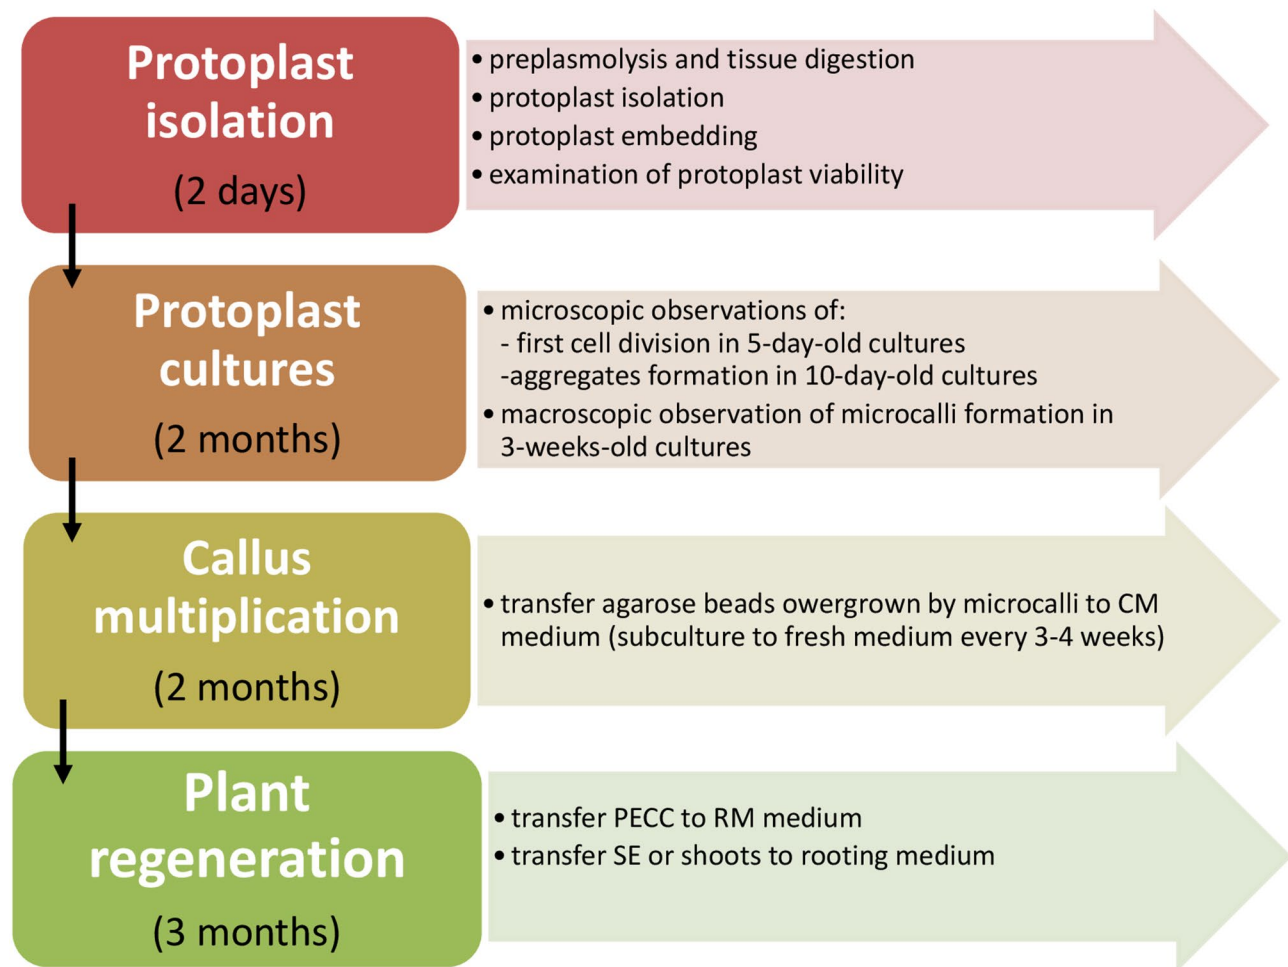 Protoplast
isolation
(2 days)
• preplasmolysis and tissue digestion
• protoplast isolation
• protoplast embedding
• examination of protoplast viability
Protoplast
cultures
(2 months)
• microscopic observations of:
- first cell division in 5-day-old cultures
-aggregates formation in 10-day-old cultures
• macroscopic observation of microcalli formation in
3-weeks-old cultures
Callus
multiplication
(2 months)
• transfer agarose beads owergrown by microcalli to CM
medium (subculture to fresh medium every 3-4 weeks)
Plant
regeneration
(3 months)
• transfer PECC to RM medium
• transfer SE or shoots to rooting medium